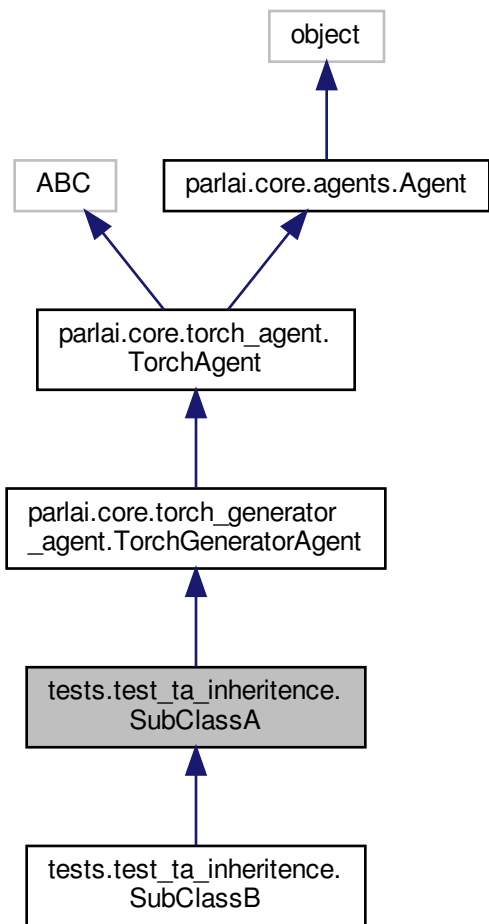 object
ABC
parlai.core.agents.Agent
parlai.core.torch_agent.
TorchAgent
parlai.core.torch_generator
_agent.TorchGeneratorAgent
tests.test_ta_inheritence.
SubClassA
tests.test_ta_inheritence.
SubClassB